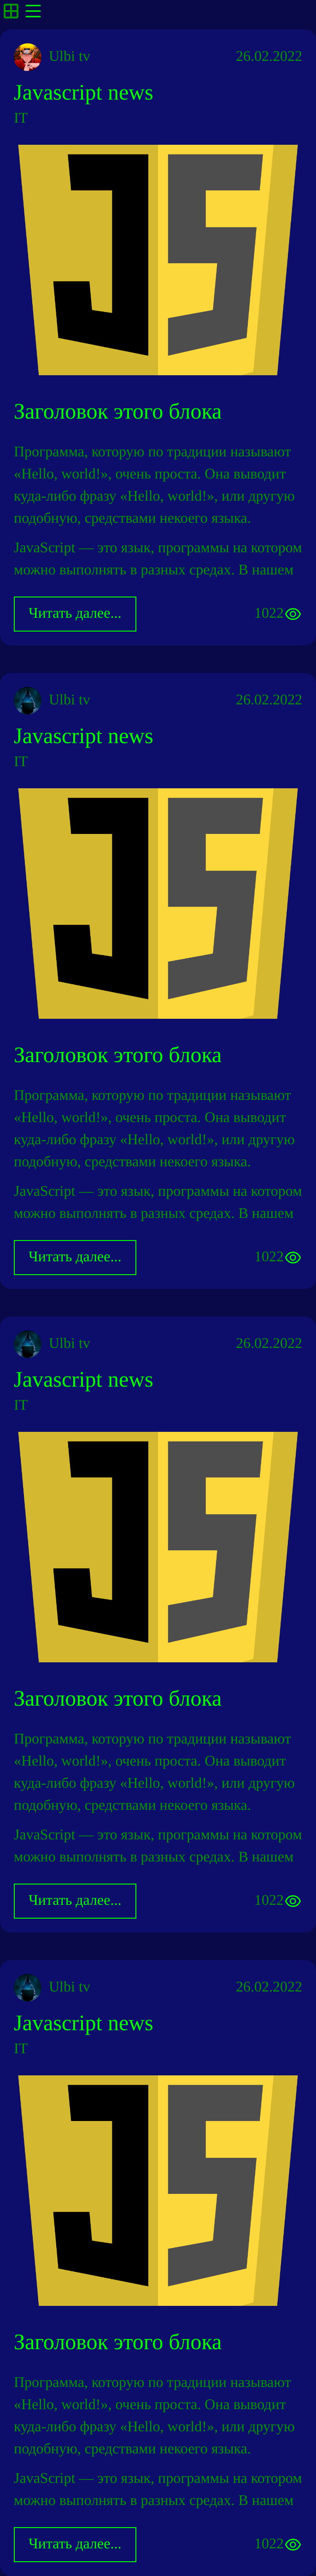 Ulbi tv 26.02.2022
Javascript news
IT
JS
Заголовок этого блока
Программа, которую по традиции называют
«Hello, world!», очень проста. Она выводит
куда-либо фразу «Hello, world!», или другую
подобную, средствами некоего языка.
JavaScript — это язык, программы на котором
можно выполнять в разных средах. В нашем
Читать далее... 1022
Ulbi tv 26.02.2022
Javascript news
IT
JS
Заголовок этого блока
Программа, которую по традиции называют
«Hello, world!», очень проста. Она выводит
куда-либо фразу «Hello, world!», или другую
подобную, средствами некоего языка.
JavaScript — это язык, программы на котором
можно выполнять в разных средах. В нашем
Читать далее... 1022
Ulbi tv 26.02.2022
Javascript news
IT
JS
Заголовок этого блока
Программа, которую по традиции называют
«Hello, world!», очень проста. Она выводит
куда-либо фразу «Hello, world!», или другую
подобную, средствами некоего языка.
JavaScript — это язык, программы на котором
можно выполнять в разных средах. В нашем
Читать далее... 1022
Ulbi tv 26.02.2022
Javascript news
IT
JS
Заголовок этого блока
Программа, которую по традиции называют
«Hello, world!», очень проста. Она выводит
куда-либо фразу «Hello, world!», или другую
подобную, средствами некоего языка.
JavaScript — это язык, программы на котором
можно выполнять в разных средах. В нашем
Читать далее... 1022